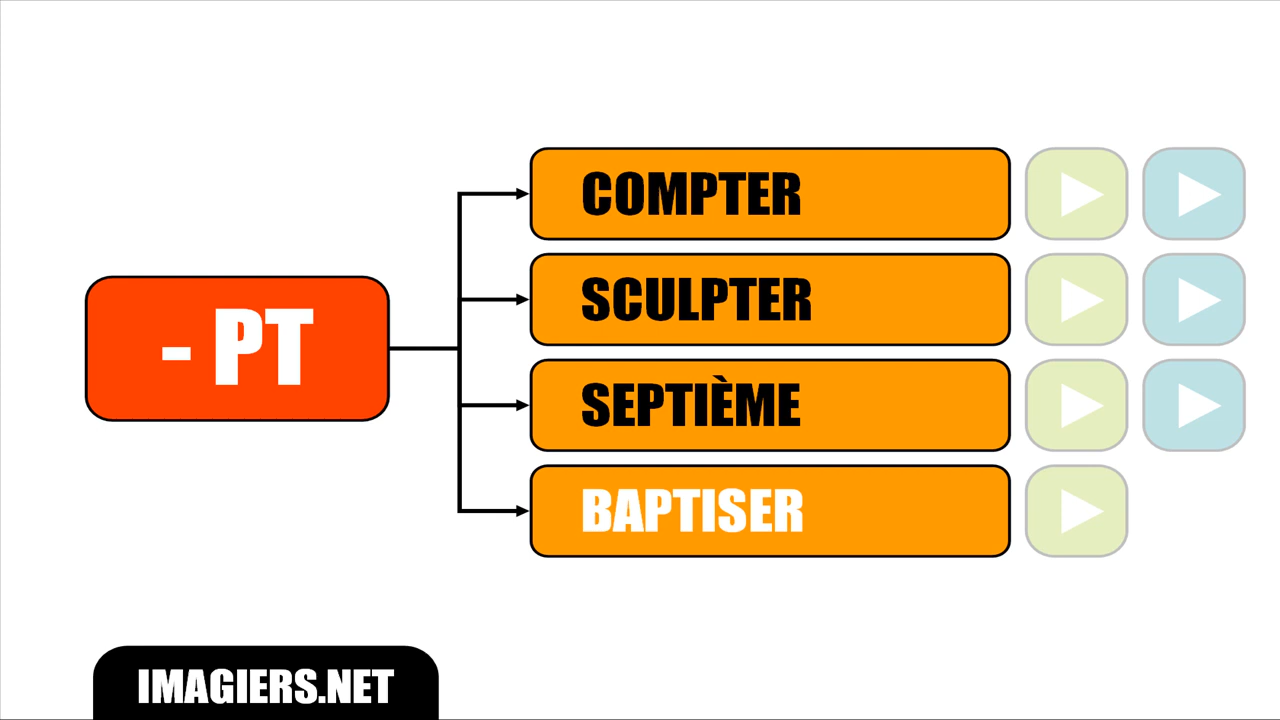 - PT
COMPTER
SCULPTER
SEPTIÈME
BAPTISER
IMAGIERS.NET